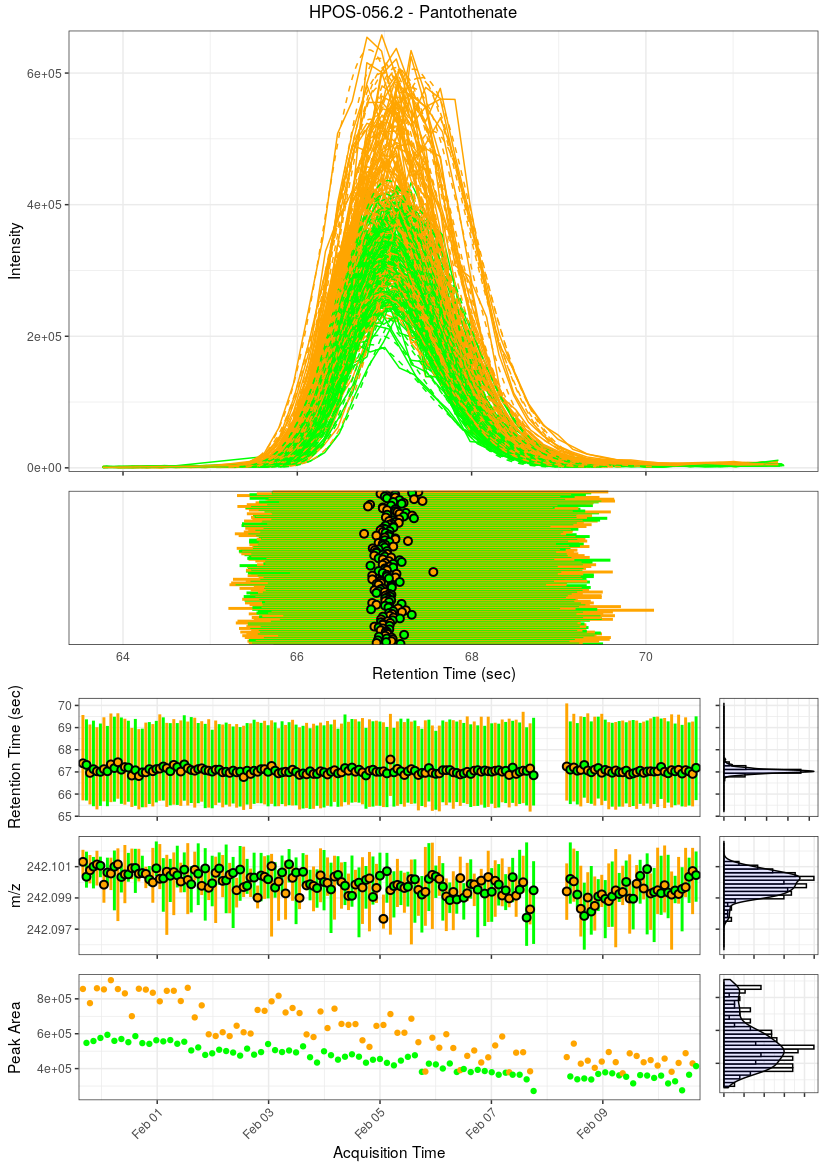 HPOS-056.2 - Pantothenate
Intensity
6e+05
4e+05
2e+05
0e+00
64
66
68
70
Retention Time (sec)
Retention Time (sec)
70
69
68
67
66
65
m/z
242.101
242.099
242.097
Peak Area
8e+05
6e+05
4e+05
Feb 01
Feb 03
Feb 05
Feb 07
Feb 09
Acquisition Time